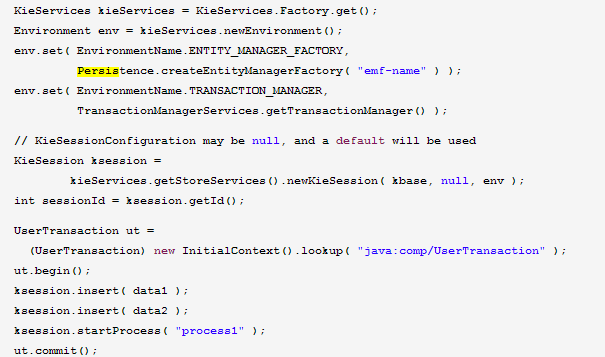 KieServices kieServices = KieServices.Factory.get();
Environment env = kieServices.newEnvironment();
env.set( EnvironmentName.ENTITY_MANAGER_FACTORY,
Persistence.createEntityManagerFactory( "emf-name" ) );
env.set( EnvironmentName.TRANSACTION_MANAGER,
TransactionManagerServices.getTransactionManager() );
// KieSessionConfiguration may be null, and a default will be used
KieSession ksession =
kieServices.getStoreServices().newKieSession( kbase, null, env );
int sessionId = ksession.getId();
UserTransaction ut =
(UserTransaction) new InitialContext().lookup( "java:comp/UserTransaction" );
ut.begin();
ksession.insert( data1 );
ksession.insert( data2 );
ksession.startProcess( "process1" );
ut.commit();